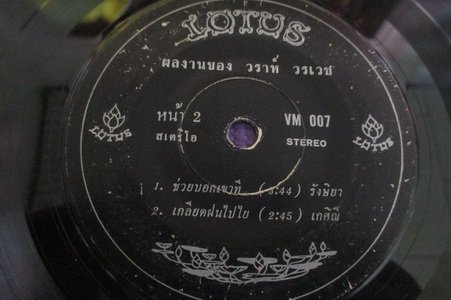 LOTUS
ผลงานของ วราห์ วรเวช
หน้า 2 VM 007
สเตริโอ STEREO
LOTUS LOTUS
1. ช่วยบอกเขาที... (3:44) รังษิยา
2. เกลียดฝนไปไย (2:45) เกศิณี